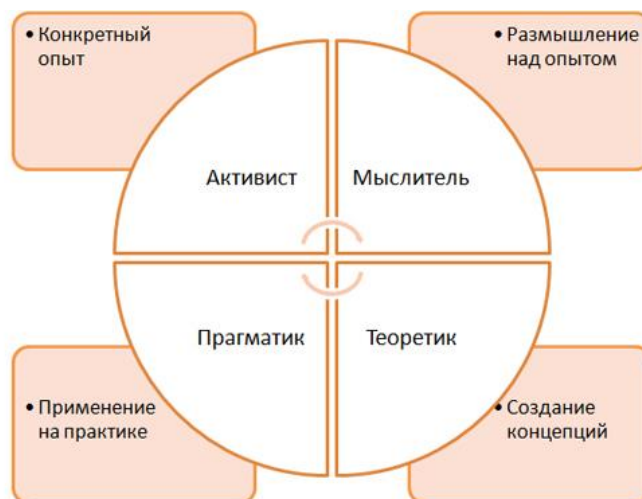 • Конкретный
опыт
• Размышление
над опытом
Активист
Мыслитель
Прагматик
Теоретик
• Применение
на практике
• Создание
концепций